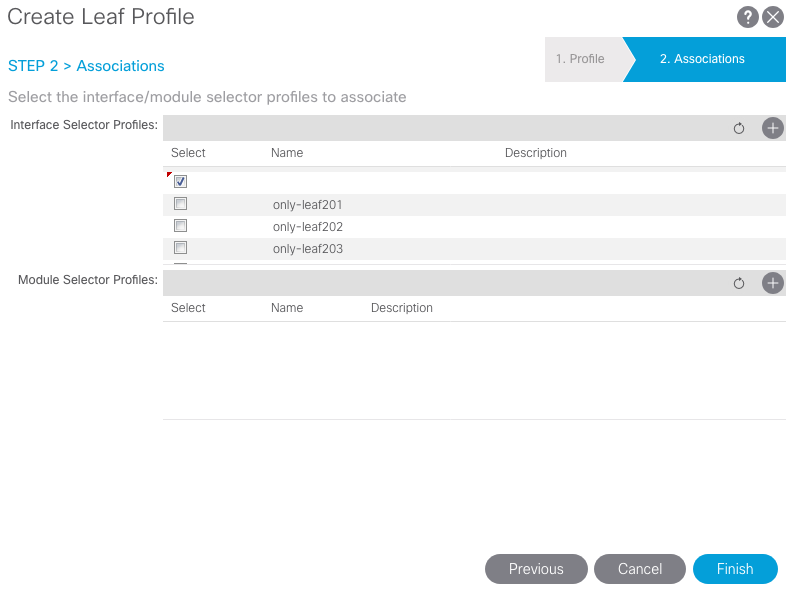 Create Leaf Profile
STEP 2 > Associations
1. Profile
2. Associations
Select the interface/module selector profiles to associate
Interface Selector Profiles:
Select Name Description
only-leaf201
only-leaf202
only-leaf203
Module Selector Profiles:
Select Name Description
Previous Cancel Finish